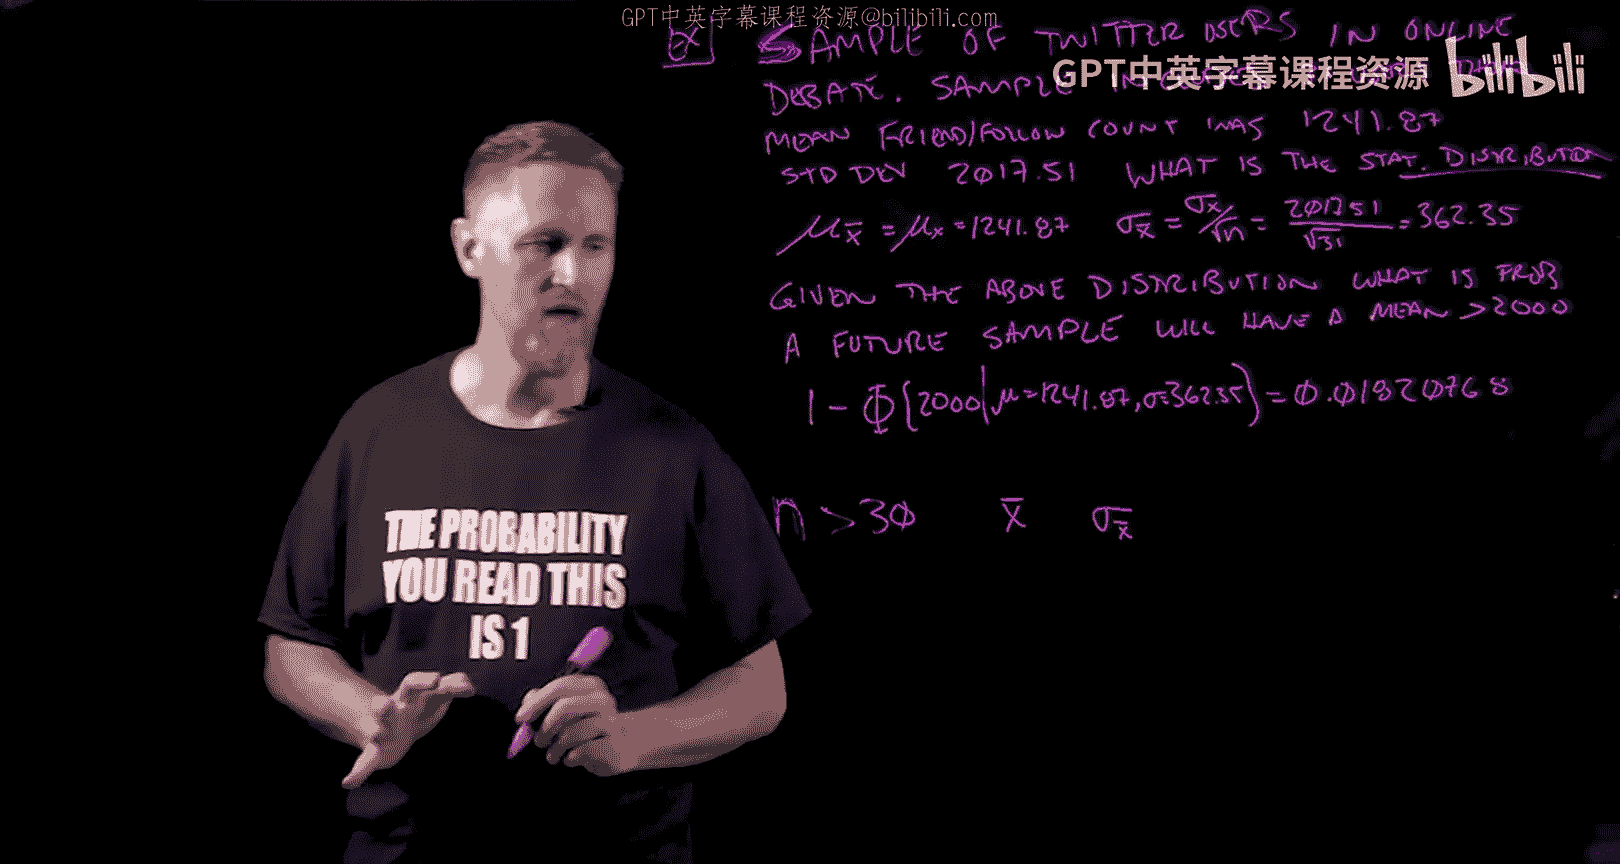 GPT中英字幕课程资源@bilibili.com
EX SAMPLE OF TWITTER USERS IN ONLINE
GPT中英字幕课程资源 bilibili
DEBATE. SAMPLE
MEAN FRIEND/FOLLOW COUNT WAS 1241.87
STD DEV 2017.51 WHAT IS THE STAT. DISTRIBUTION
μx̄ = μx = 1241.87 σx̄ = σx/√n = 2017.51/√31 = 362.35
GIVEN THE ABOVE DISTRIBUTION WHAT IS PROB
A FUTURE SAMPLE WILL HAVE A MEAN >2000
1 - Φ(2000|μ=1241.87, σ=362.35) = 0.01820768
n > 30 x̄ σx̄
THE PROBABILITY
YOU READ THIS
IS 1